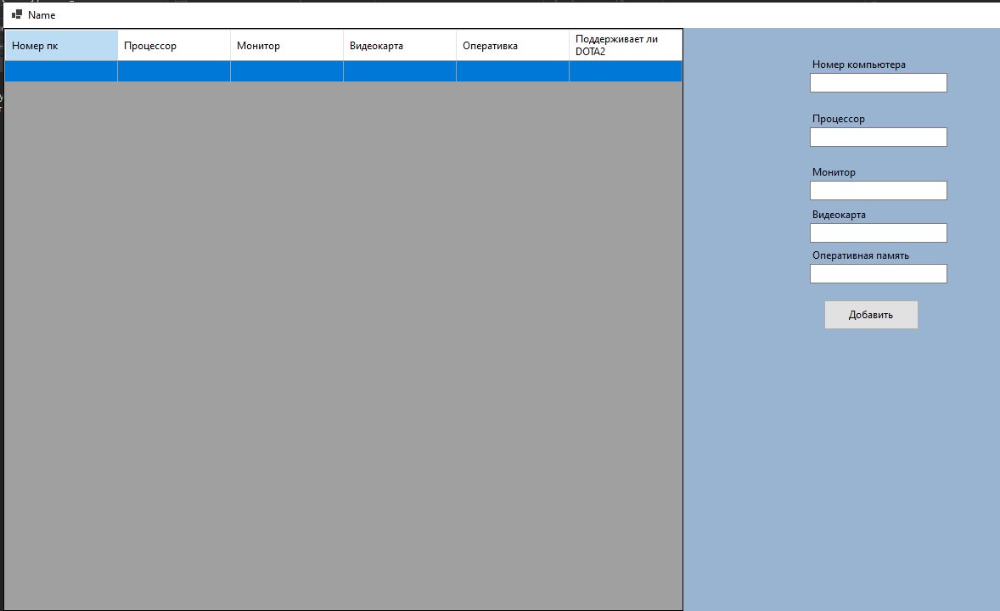 Name
Номер пк
Процессор
Монитор
Видеокарта
Оперативка
Поддерживает ли
DOTA2
Номер компьютера
Процессор
Монитор
Видеокарта
Оперативная память
Добавить